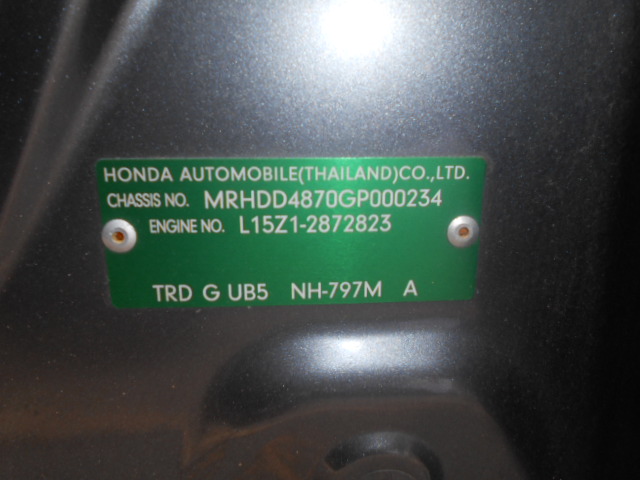 HONDA AUTOMOBILE(THAILAND)CO.,LTD.
CHASSIS NO. MRHDD4870GP000234
ENGINE NO. L15Z1-2872823
TRD G UB5 NH-797M A